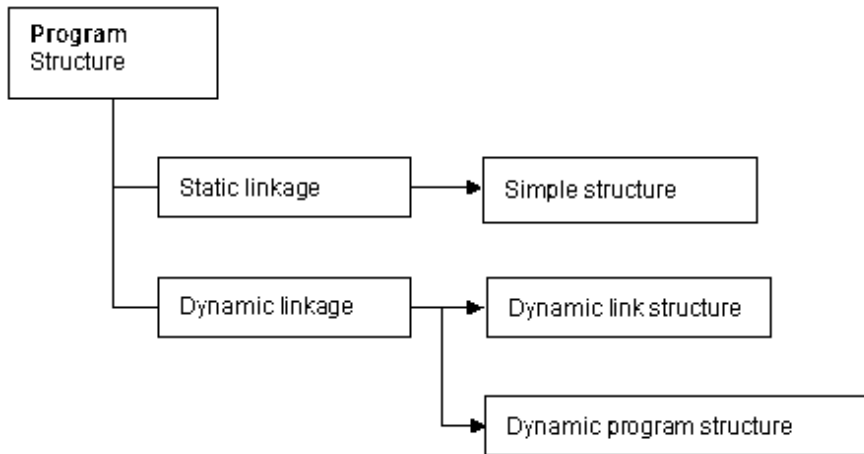 Program
Structure
Static linkage
Simple structure
Dynamic linkage
Dynamic link structure
Dynamic program structure